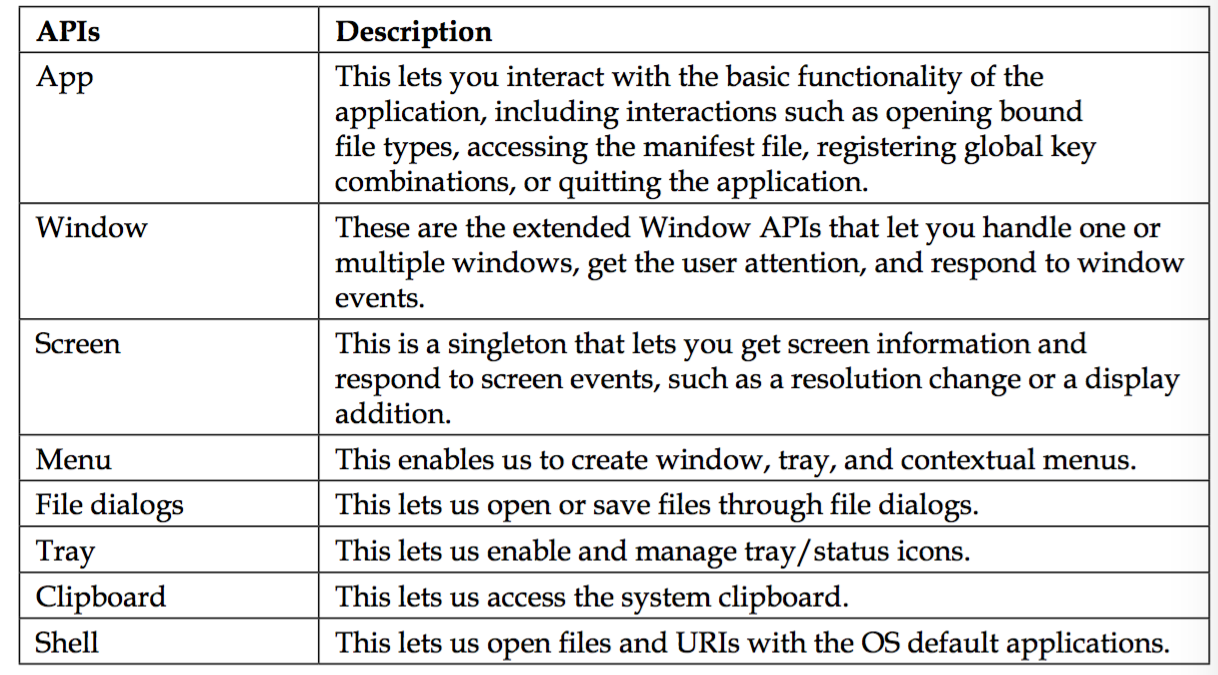 APIs Description
App This lets you interact with the basic functionality of the
application, including interactions such as opening bound
file types, accessing the manifest file, registering global key
combinations, or quitting the application.
Window These are the extended Window APIs that let you handle one or
multiple windows, get the user attention, and respond to window
events.
Screen This is a singleton that lets you get screen information and
respond to screen events, such as a resolution change or a display
addition.
Menu This enables us to create window, tray, and contextual menus.
File dialogs This lets us open or save files through file dialogs.
Tray This lets us enable and manage tray/status icons.
Clipboard This lets us access the system clipboard.
Shell This lets us open files and URIs with the OS default applications.